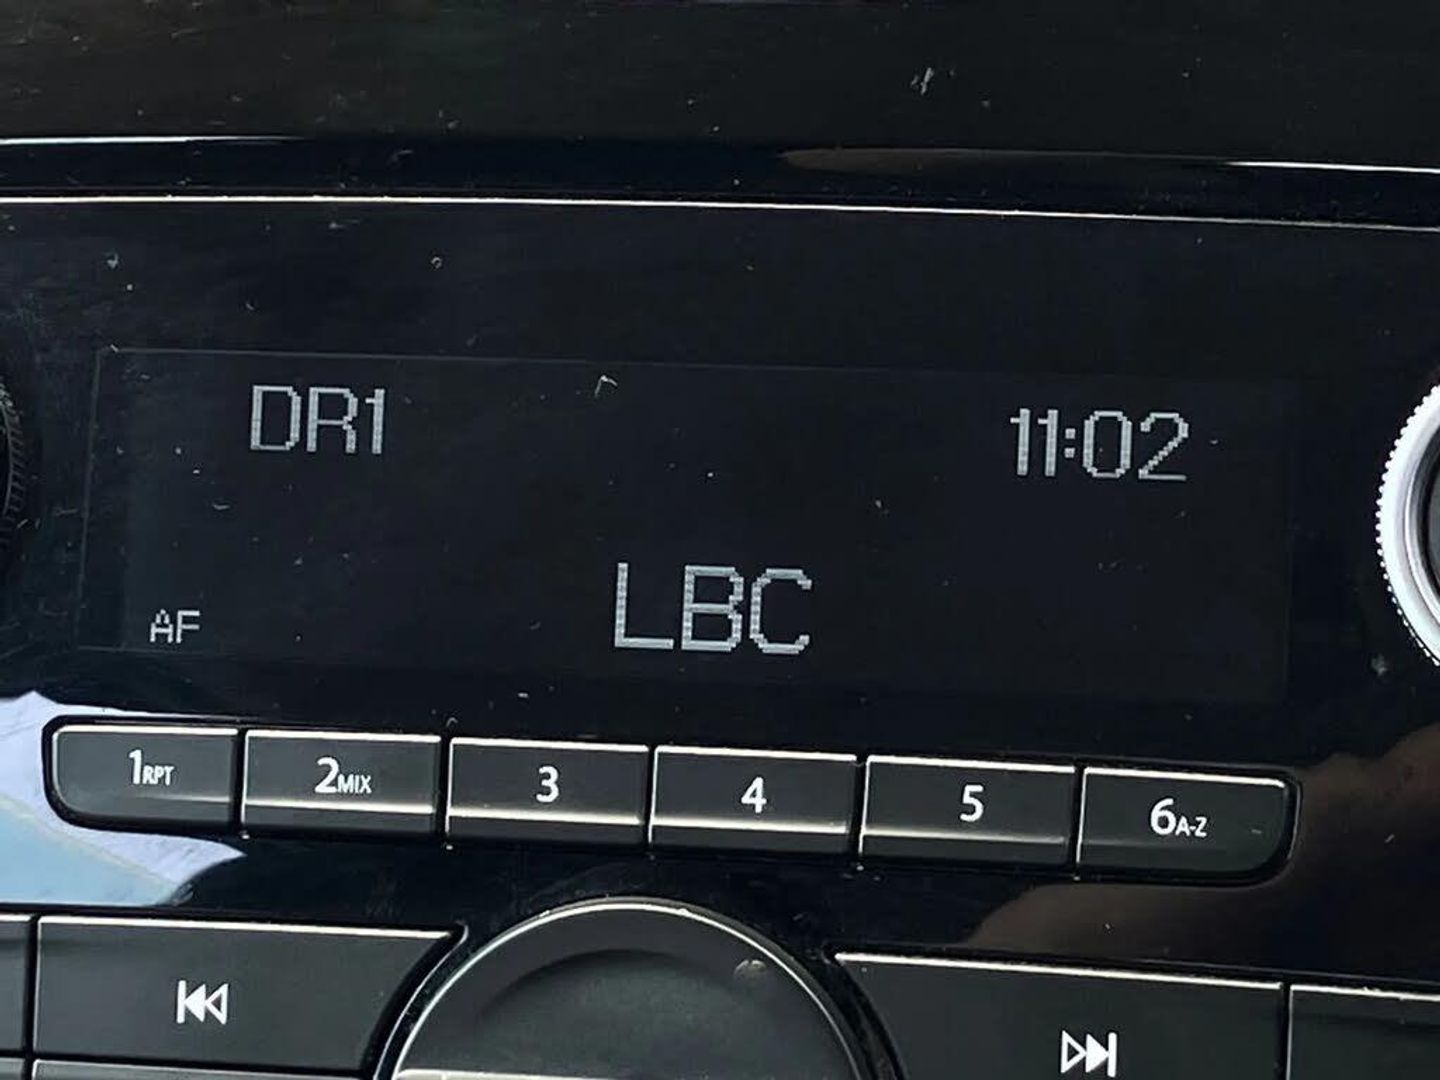 DR1 11:02
LBC
AF
1RPT 2MIX 3 4 5 6A-Z